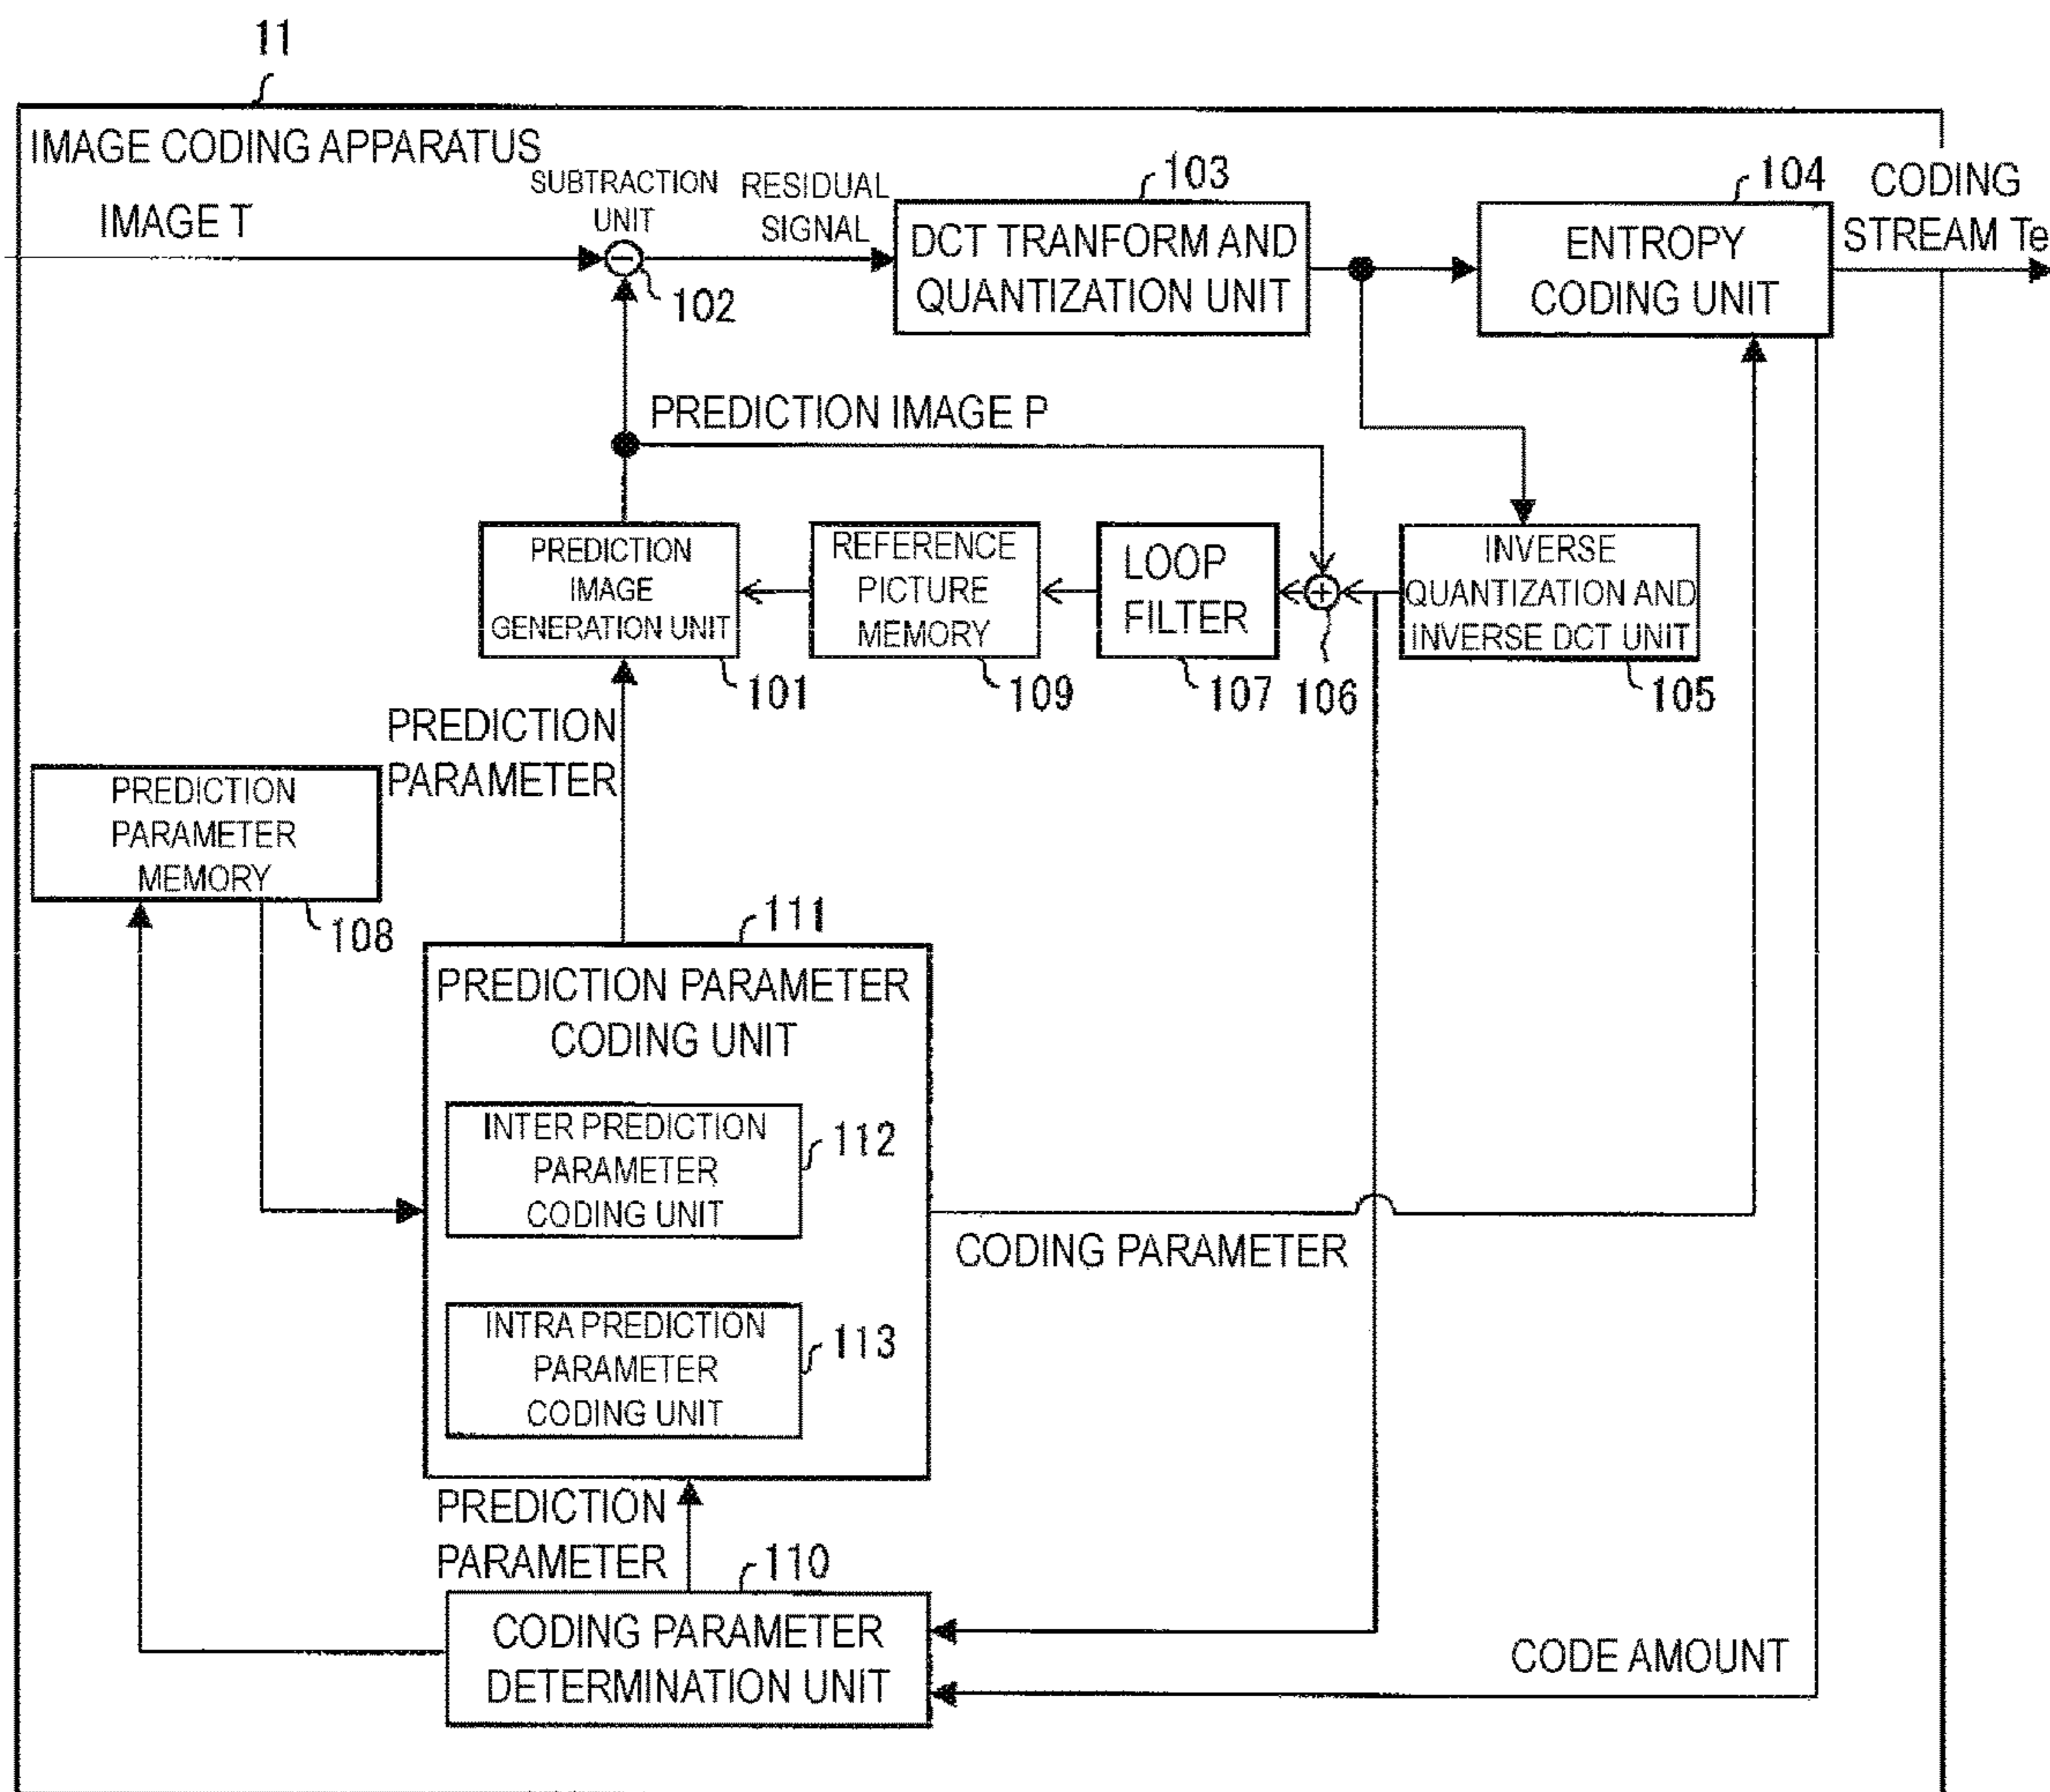 11
IMAGE CODING APPARATUS
IMAGE T
SUBTRACTION
UNIT
102
RESIDUAL
SIGNAL
103
DCT TRANFORM AND
QUANTIZATION UNIT
104
ENTROPY
CODING UNIT
CODING
STREAM Te
PREDICTION IMAGE P
PREDICTION
IMAGE
GENERATION UNIT
101
REFERENCE
PICTURE
MEMORY
109
LOOP
FILTER
107
+
106
INVERSE
QUANTIZATION AND
INVERSE DCT UNIT
105
PREDICTION
PARAMETER
PREDICTION
PARAMETER
MEMORY
108
111
PREDICTION PARAMETER
CODING UNIT
INTER PREDICTION
PARAMETER
CODING UNIT
112
INTRA PREDICTION
PARAMETER
CODING UNIT
113
CODING PARAMETER
PREDICTION
PARAMETER
110
CODING PARAMETER
DETERMINATION UNIT
CODE AMOUNT